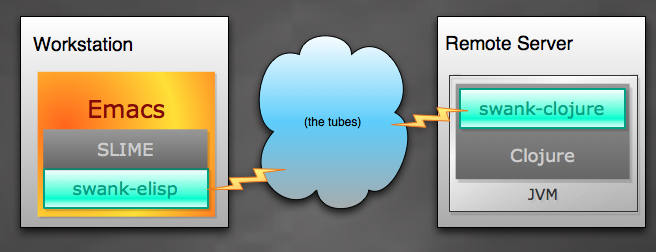 Workstation
Emacs
SLIME
swank-elisp
(the tubes)
Remote Server
swank-clojure
Clojure
JVM